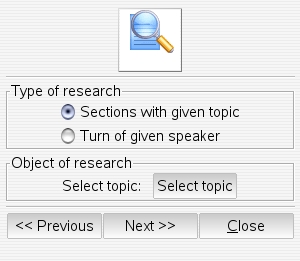 Type of research
Sections with given topic
Turn of given speaker
Object of research
Select topic: Select topic
<< Previous Next >> Close